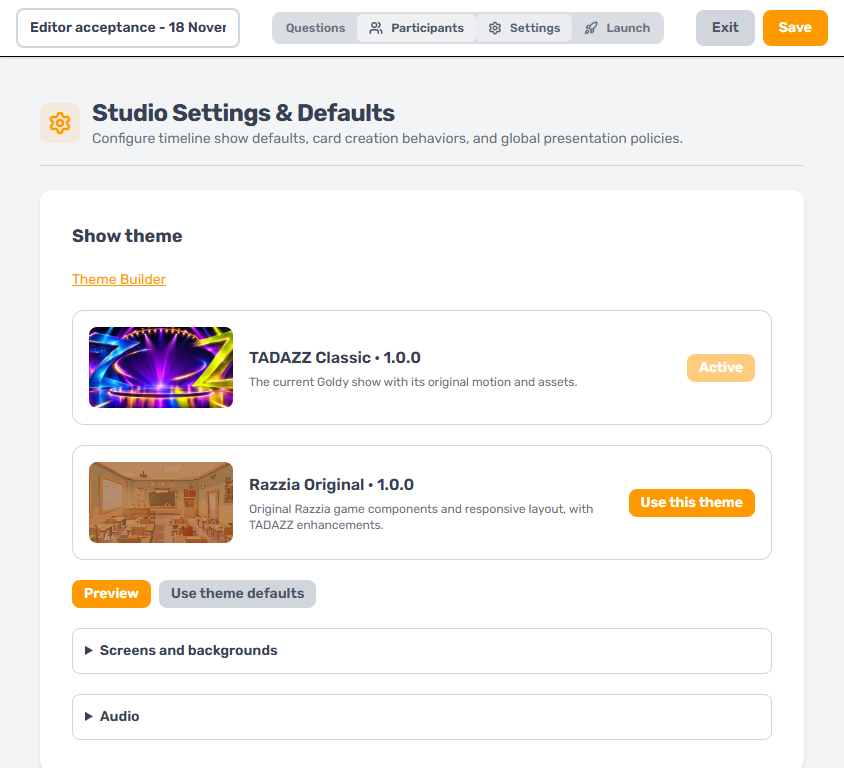 Editor acceptance - 18 Nover
Questions
Participants
Settings
Launch
Exit
Save
Studio Settings & Defaults
Configure timeline show defaults, card creation behaviors, and global presentation policies.
Show theme
Theme Builder
TADAZZ Classic • 1.0.0
The current Goldy show with its original motion and assets.
Active
Razzia Original • 1.0.0
Original Razzia game components and responsive layout, with
TADAZZ enhancements.
Use this theme
Preview
Use theme defaults
Screens and backgrounds
Audio